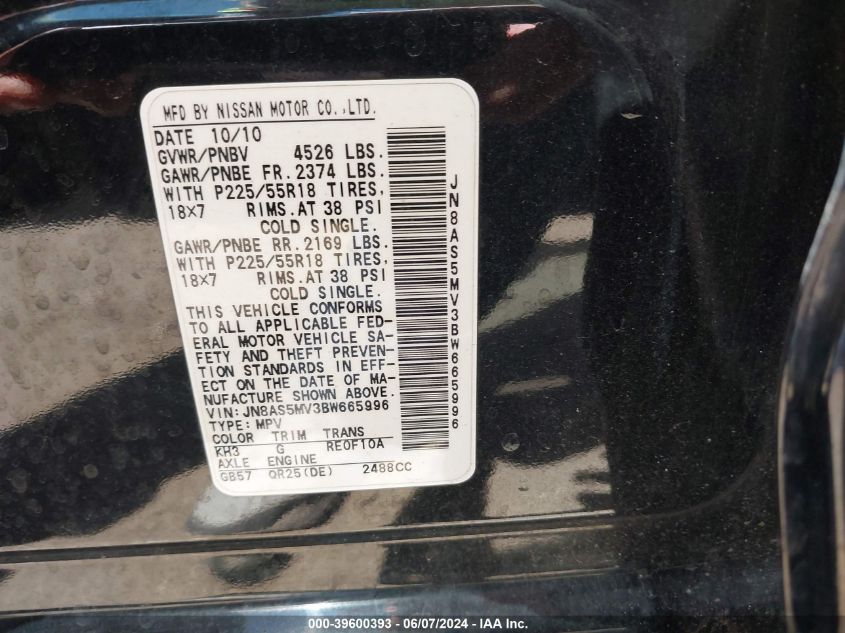 MFD BY NISSAN MOTOR CO.,LTD.
DATE 10/10
GVWR/PNBV 4526 LBS.
GAWR/PNBE FR. 2374 LBS.
WITH P225/55R18 TIRES,
18X7 RIMS.AT 38 PSI
COLD SINGLE.
GAWR/PNBE RR. 2169 LBS.
WITH P225/55R18 TIRES,
18X7 RIMS.AT 38 PSI
COLD SINGLE.
THIS VEHICLE CONFORMS
TO ALL APPLICABLE FED-
ERAL MOTOR VEHICLE SA-
FETY AND THEFT PREVEN-
TION STANDARDS IN EFF-
ECT ON THE DATE OF MA-
NUFACTURE SHOWN ABOVE.
VIN: JN8AS5MV3BW665996
TYPE: MPV
COLOR TRIM TRANS
KH3 G RE0F10A
AXLE ENGINE
GB57 QR25(DE) 2488CC
JN8AS5MV3BW665996
000-39600393 - 06/07/2024 - IAA Inc.